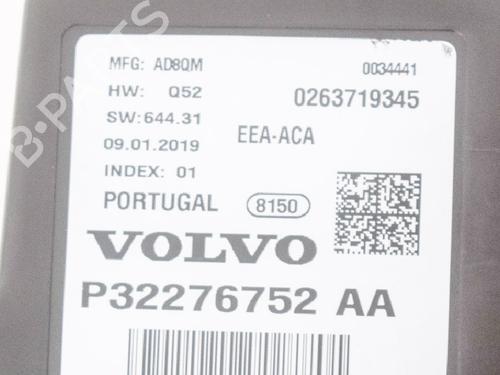 MFG: AD8QM 0034441
HW: Q52 0263719345
SW:644.31
09.01.2019 EEA-ACA
INDEX: 01
PORTUGAL 8150
VOLVO
P32276752 AA